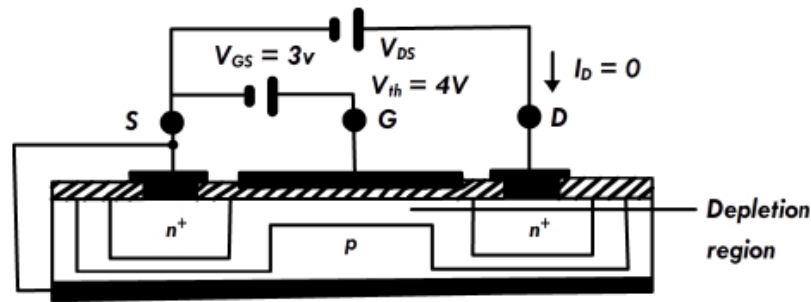 V_GS = 3v
V_DS
V_th = 4V
I_D = 0
S
G
D
n+
p
n+
Depletion
region